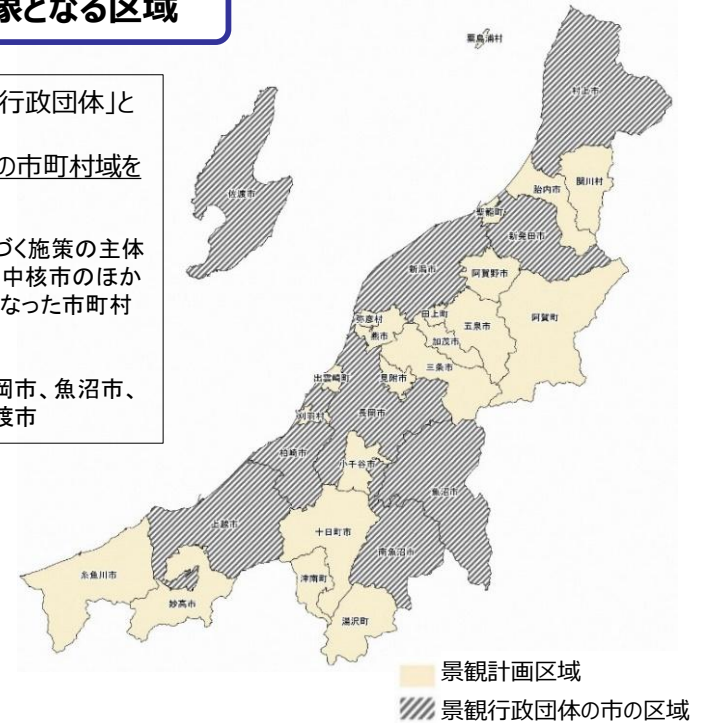 象となる区域
行政団体」と
の市町村域を
づく施策の主体
中核市のほか
なった市町村
岡市、魚沼市、
渡市
粟島浦村
村上市
関川村
胎内市
佐渡市
聖籠町
新発田市
新潟市
阿賀野市
阿賀町
弥彦村
田上町
五泉市
燕市
加茂市
三条市
出雲崎町
見附市
刈羽村
長岡市
柏崎市
小千谷市
魚沼市
上越市
十日町市
南魚沼市
糸魚川市
津南町
妙高市
湯沢町
景観計画区域
景観行政団体の市の区域